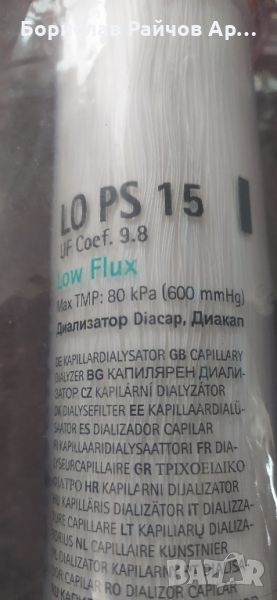 Борислав Райчов Ар...
LO PS 15
UF Coef. 9.8
Low Flux
Max TMP: 80 kPa (600 mmHg)
Диализатор Diacap, Диакап
DE KAPILLARDIALYSATOR GB CAPILLARY
DIALYZER BG КАПИЛЯРЕН ДИАЛИ-
ЗАТОР CZ KAPILÁRNÍ DIALYZÁTOR
DK DIALYSEFILTER EE KAPILLAARDIALÜ-
SAATOR ES DIALIZADOR CAPILAR
FI KAPILLAARIDIALYSAATTORI FR DIA-
LYSEURCAPILLAIRE GR ΤΡΙΧΟΕΙΔΙΚΟ
ΦΙΛΤΡΟ HR KAPILARNI DIJALIZATOR
HU KAPILLÁRIS DIALIZÁTOR IT DIALIZZA-
TORE CAPILLARE LT KAPILIARŲ DIALIZA-
TORIUS NL CAPILLAIRE KUNSTNIER
BAZAR